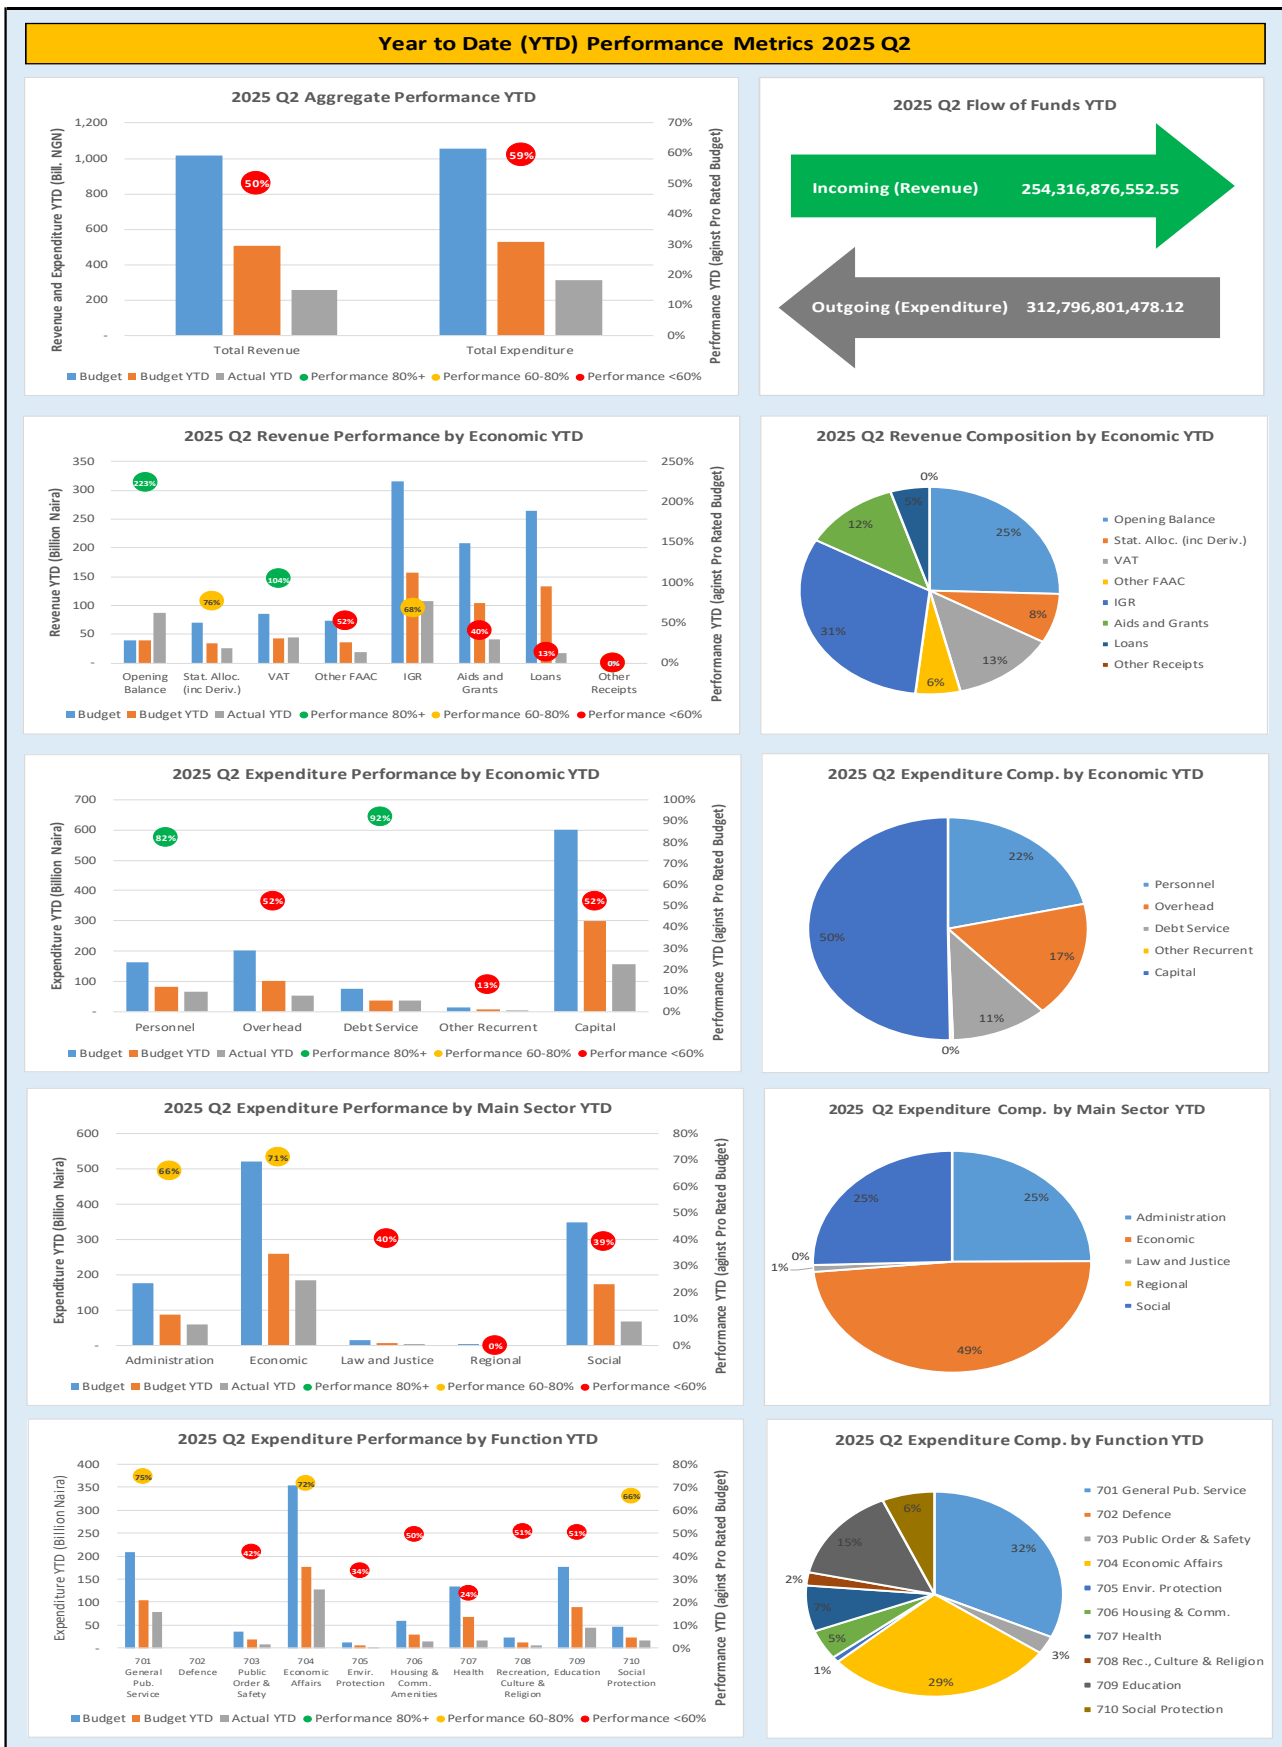 Year to Date (YTD) Performance Metrics 2025 Q2
2025 Q2 Aggregate Performance YTD
Revenue and Expenditure YTD (Bill. NGN)
1,200
1,000
800
600
400
200
-
70%
60%
50%
40%
30%
20%
10%
0%
Performance YTD (aginst Pro Rated Budget)
50%
59%
Total Revenue
Total Expenditure
Budget Budget YTD Actual YTD Performance 80%+ Performance 60-80% Performance <60%
2025 Q2 Flow of Funds YTD
Incoming (Revenue) 254,316,876,552.55
Outgoing (Expenditure) 312,796,801,478.12
2025 Q2 Revenue Performance by Economic YTD
Revenue YTD (Billion Naira)
350
300
250
200
150
100
50
-
250%
200%
150%
100%
50%
0%
Performance YTD (aginst Pro Rated Budget)
223%
76%
104%
52%
68%
40%
13%
0%
Opening
Balance
Stat. Alloc.
(inc Deriv.)
VAT
Other FAAC
IGR
Aids and
Grants
Loans
Other
Receipts
Budget Budget YTD Actual YTD Performance 80%+ Performance 60-80% Performance <60%
2025 Q2 Revenue Composition by Economic YTD
0%
5%
12%
25%
31%
8%
13%
6%
Opening Balance
Stat. Alloc. (inc Deriv.)
VAT
Other FAAC
IGR
Aids and Grants
Loans
Other Receipts
2025 Q2 Expenditure Performance by Economic YTD
Expenditure YTD (Billion Naira)
700
600
500
400
300
200
100
-
100%
90%
80%
70%
60%
50%
40%
30%
20%
10%
0%
Performance YTD (aginst Pro Rated Budget)
82%
52%
92%
13%
52%
Personnel
Overhead
Debt Service
Other Recurrent
Capital
Budget Budget YTD Actual YTD Performance 80%+ Performance 60-80% Performance <60%
2025 Q2 Expenditure Comp. by Economic YTD
22%
50%
17%
11%
0%
Personnel
Overhead
Debt Service
Other Recurrent
Capital
2025 Q2 Expenditure Performance by Main Sector YTD
Expenditure YTD (Billion Naira)
600
500
400
300
200
100
-
80%
70%
60%
50%
40%
30%
20%
10%
0%
Performance YTD (aginst Pro Rated Budget)
66%
71%
40%
0%
39%
Administration
Economic
Law and Justice
Regional
Social
Budget Budget YTD Actual YTD Performance 80%+ Performance 60-80% Performance <60%
2025 Q2 Expenditure Comp. by Main Sector YTD
25%
25%
0%
1%
49%
Administration
Economic
Law and Justice
Regional
Social
2025 Q2 Expenditure Performance by Function YTD
Expenditure YTD (Billlion Naira)
400
350
300
250
200
150
100
50
-
80%
70%
60%
50%
40%
30%
20%
10%
0%
Performance YTD (aginst Pro Rated Budget)
75%
42%
72%
34%
50%
24%
51%
51%
66%
701
General
Pub.
Service
702
Defence
703
Public
Order &
Safety
704
Economic
Affairs
705
Envir.
Protection
706
Housing &
Comm.
Amenities
707
Health
708
Recreation,
Culture &
Religion
709
Education
710
Social
Protection
Budget Budget YTD Actual YTD Performance 80%+ Performance 60-80% Performance <60%
2025 Q2 Expenditure Comp. by Function YTD
6%
15%
32%
2%
7%
5%
1%
3%
29%
701 General Pub. Service
702 Defence
703 Public Order & Safety
704 Economic Affairs
705 Envir. Protection
706 Housing & Comm.
707 Health
708 Rec., Culture & Religion
709 Education
710 Social Protection